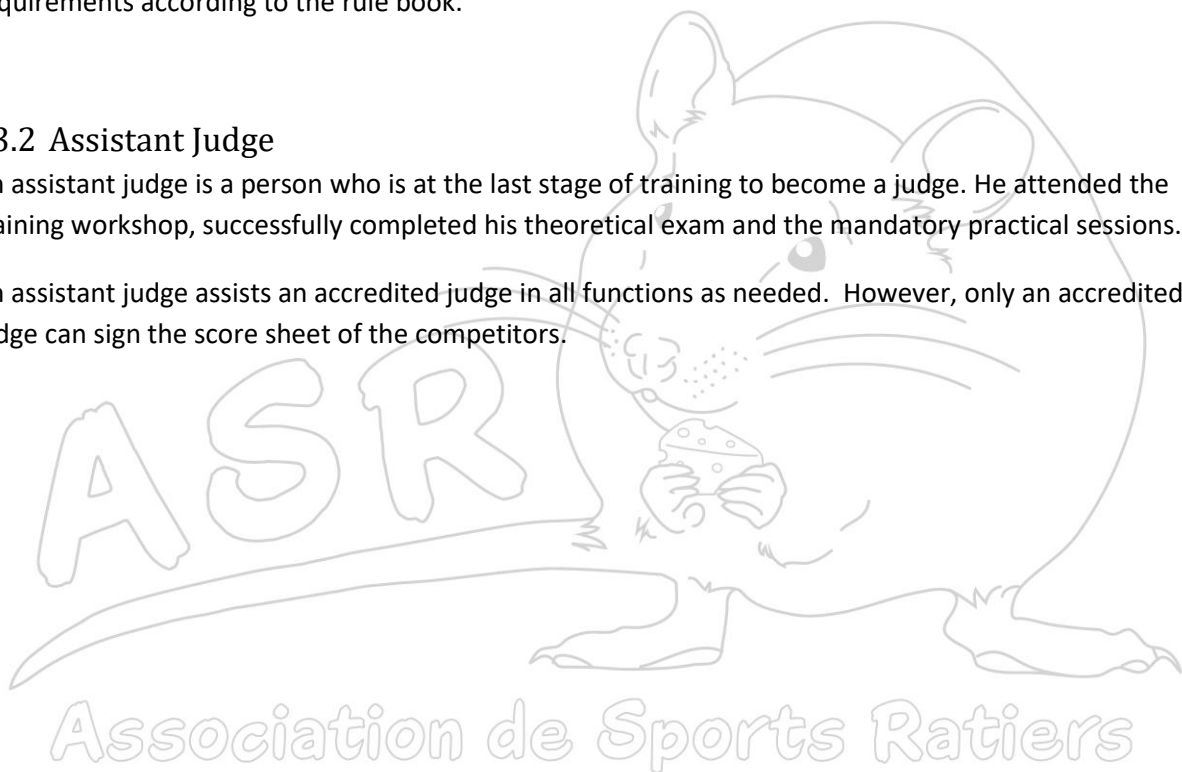 quirements according to the rule book.
3.2 Assistant Judge
n assistant judge is a person who is at the last stage of training to become a judge. He attended the
aining workshop, successfully completed his theoretical exam and the mandatory practical sessions.
n assistant judge assists an accredited judge in all functions as needed. However, only an accredited
dge can sign the score sheet of the competitors.
ASR
Association de Sports Ratiers